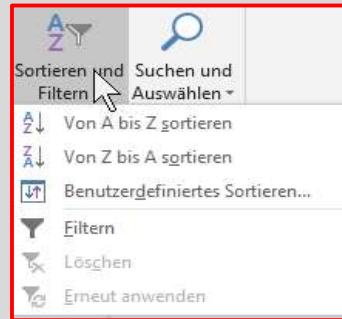 Sortieren und Filtern
Suchen und Auswählen
Von A bis Z sortieren
Von Z bis A sortieren
Benutzerdefiniertes Sortieren...
Filtern
Löschen
Erneut anwenden